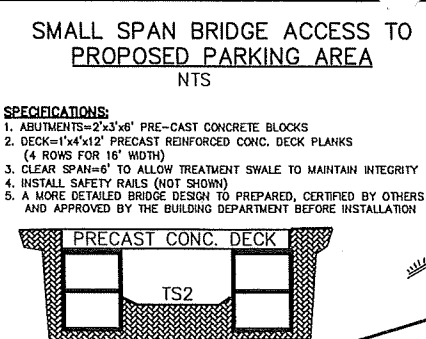 SMALL SPAN BRIDGE ACCESS TO
PROPOSED PARKING AREA
NTS
SPECIFICATIONS:
1. ABUTMENTS=2'x3'x6' PRE-CAST CONCRETE BLOCKS
2. DECK=1'x4'x12' PRECAST REINFORCED CONC. DECK PLANKS
(4 ROWS FOR 16' WIDTH)
3. CLEAR SPAN=6' TO ALLOW TREATMENT SWALE TO MAINTAIN INTEGRITY
4. INSTALL SAFETY RAILS (NOT SHOWN)
5. A MORE DETAILED BRIDGE DESIGN TO PREPARED, CERTIFIED BY OTHERS
AND APPROVED BY THE BUILDING DEPARTMENT BEFORE INSTALLATION
PRECAST CONC. DECK
TS2